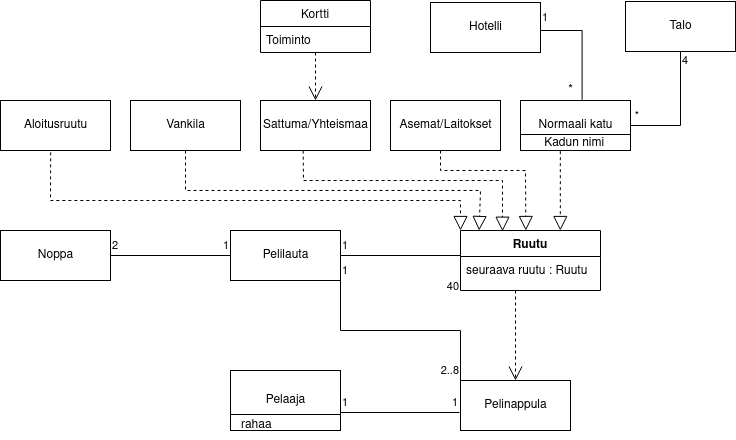 Kortti
Toiminto
Hotelli
1
*
Talo
4
*
Aloitusruutu
Vankila
Sattuma/Yhteismaa
Asemat/Laitokset
Normaali katu
Kadun nimi
Noppa
2
1
Pelilauta
1
1
40
Ruutu
seuraava ruutu : Ruutu
2..8
Pelaaja
rahaa
1
1
Pelinappula